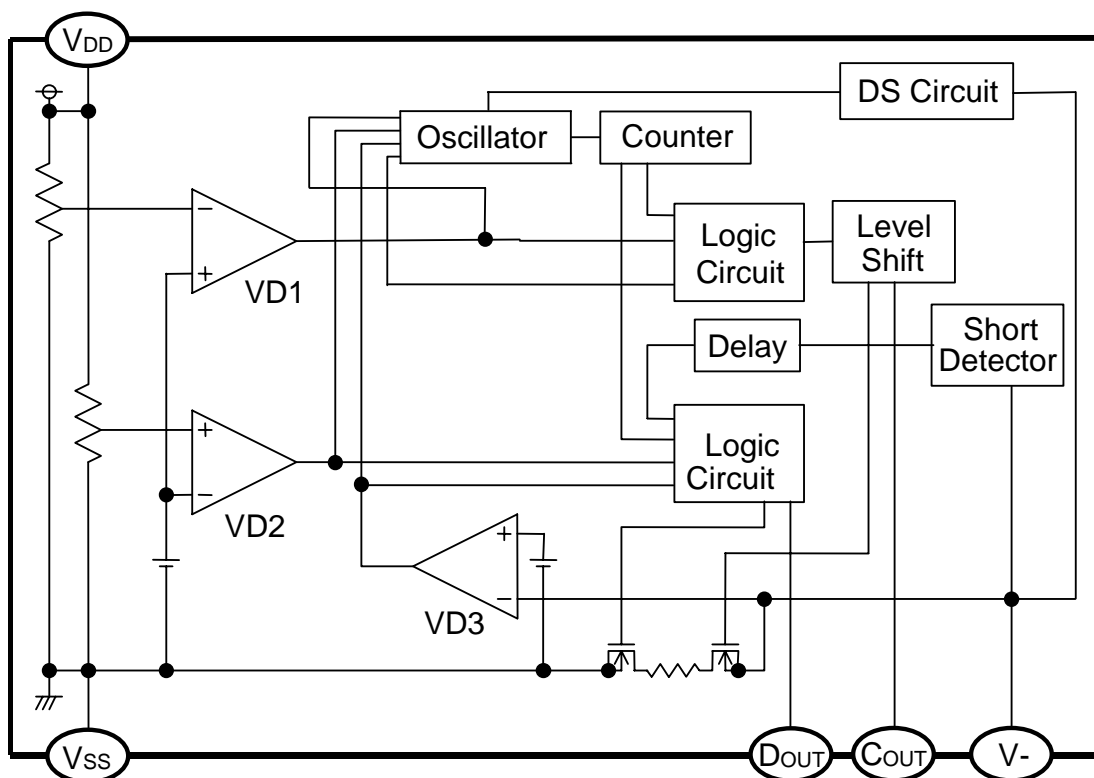 VDD
DS Circuit
Oscillator
Counter
Logic
Circuit
Level
Shift
-
+
VD1
Delay
Short
Detector
+
-
VD2
Logic
Circuit
+
-
VD3
VSS
DOUT
COUT
V-